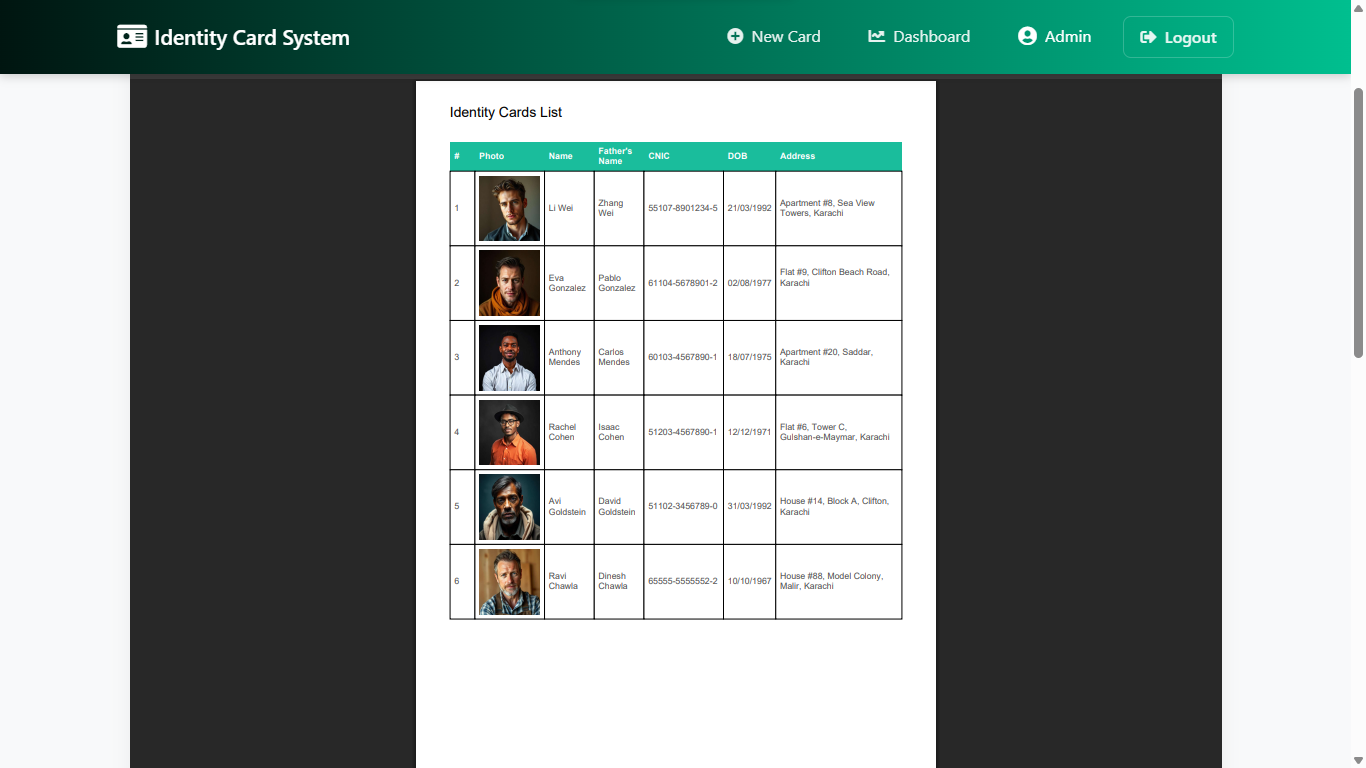 Identity Card System
New Card
Dashboard
Admin
Logout
Identity Cards List
# Photo Name Father's Name CNIC DOB Address
1 Li Wei Zhang Wei 55107-8901234-5 21/03/1992 Apartment #8, Sea View Towers, Karachi
2 Eva Gonzalez Pablo Gonzalez 61104-5678901-2 02/08/1977 Flat #9, Clifton Beach Road, Karachi
3 Anthony Mendes Carlos Mendes 60103-4567890-1 18/07/1975 Apartment #20, Saddar, Karachi
4 Rachel Cohen Isaac Cohen 51203-4567890-1 12/12/1971 Flat #6, Tower C, Gulshan-e-Maymar, Karachi
5 Avi Goldstein David Goldstein 51102-3456789-0 31/03/1992 House #14, Block A, Clifton, Karachi
6 Ravi Chawla Dinesh Chawla 65555-5555552-2 10/10/1967 House #88, Model Colony, Malir, Karachi